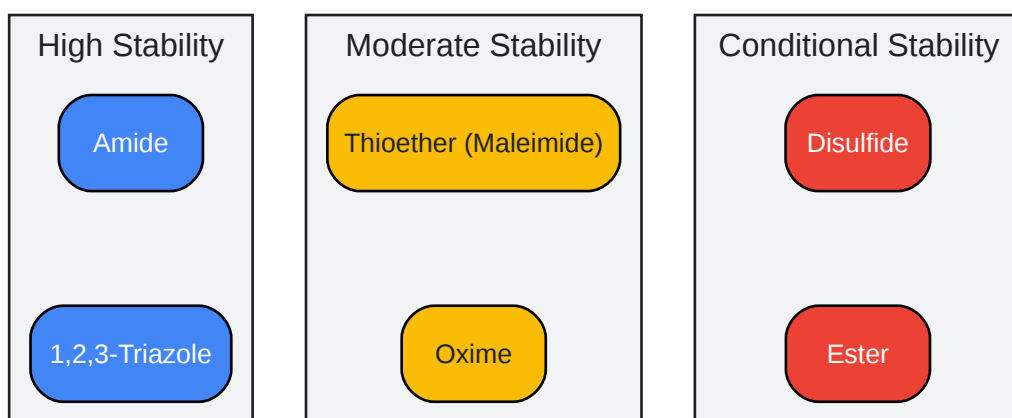 High Stability
Amide
1,2,3-Triazole
Moderate Stability
Thioether (Maleimide)
Oxime
Conditional Stability
Disulfide
Ester